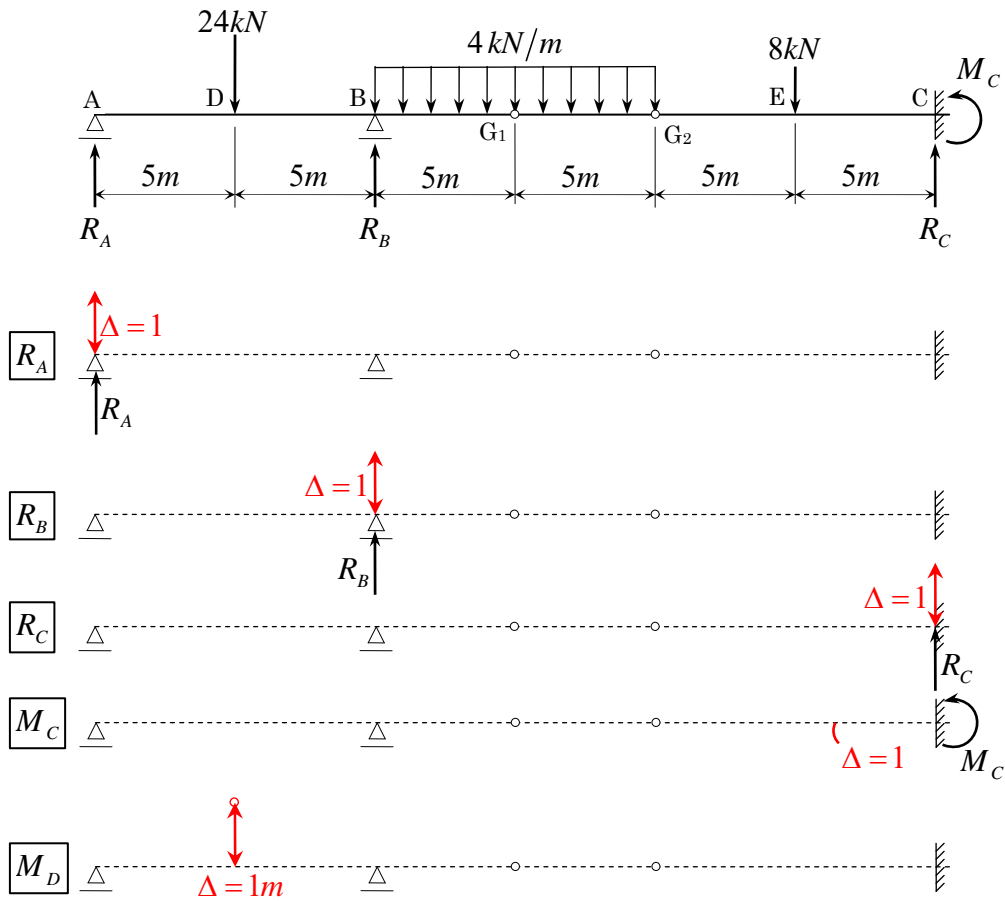 24kN
4 kN/m
8kN
M_C
A
D
B
E
C
G₁
G₂
5m
5m
5m
5m
5m
5m
R_A
R_B
R_C
Δ = 1
R_A
R_A
Δ = 1
R_B
R_B
Δ = 1
R_C
R_C
M_C
Δ = 1
M_C
M_D
Δ = 1m